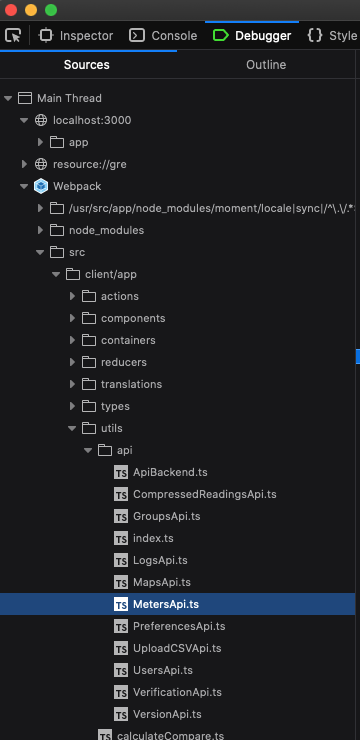 Inspector Console Debugger Style
Sources Outline
Main Thread
localhost:3000
app
resource://gre
Webpack
/usr/src/app/node_modules/moment/locale|sync|/^\.\/.*
node_modules
src
client/app
actions
components
containers
reducers
translations
types
utils
api
TS ApiBackend.ts
TS CompressedReadingsApi.ts
TS GroupsApi.ts
TS index.ts
TS LogsApi.ts
TS MapsApi.ts
TS MetersApi.ts
TS PreferencesApi.ts
TS UploadCSVApi.ts
TS UsersApi.ts
TS VerificationApi.ts
TS VersionApi.ts
TS calculateCompare.ts